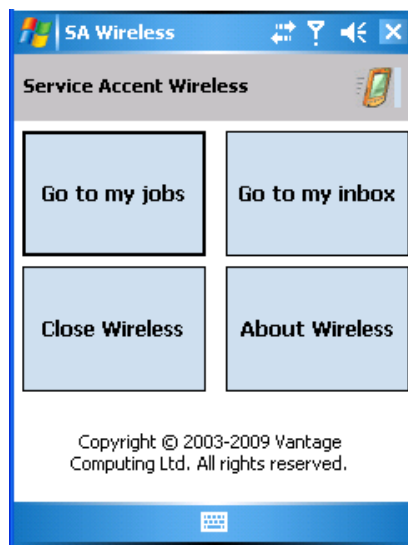 SA Wireless
Service Accent Wireless
Go to my jobs
Go to my inbox
Close Wireless
About Wireless
Copyright © 2003-2009 Vantage
Computing Ltd. All rights reserved.